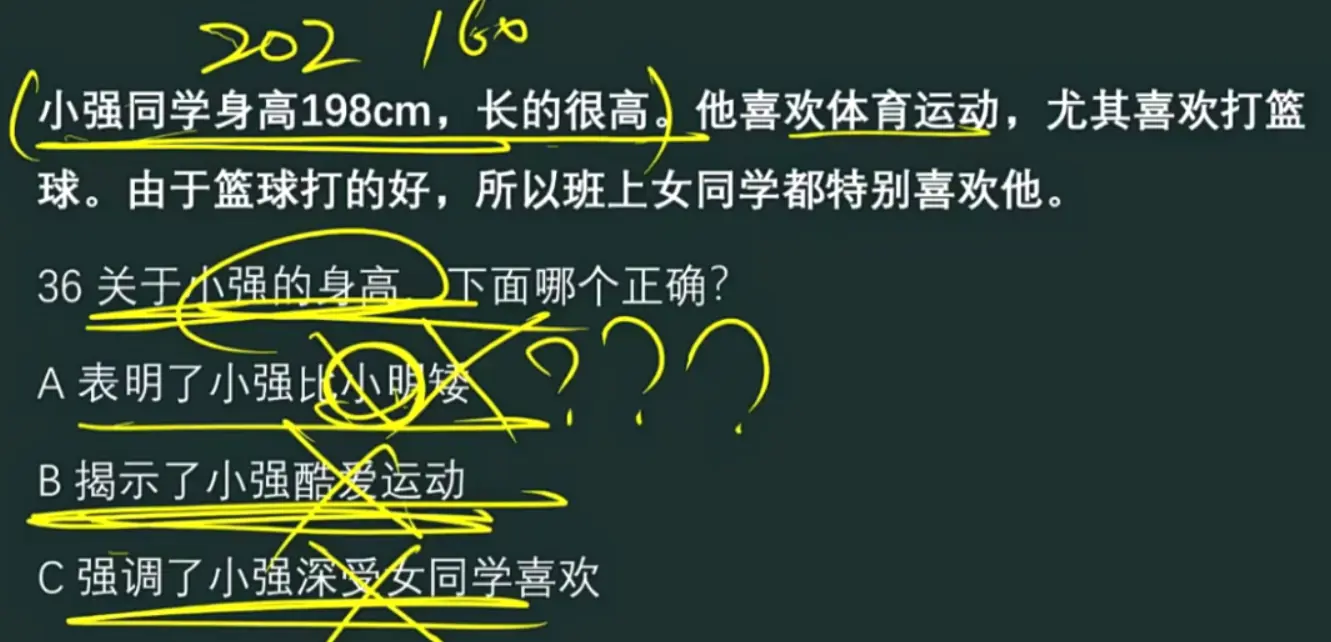 202 160
(小强同学身高198cm，长的很高。)他喜欢体育运动，尤其喜欢打篮
球。由于篮球打的好，所以班上女同学都特别喜欢他。
36 关于小强的身高，下面哪个正确？
A 表明了小强比小明矮 ? ? ?
B 揭示了小强酷爱运动
C 强调了小强深受女同学喜欢